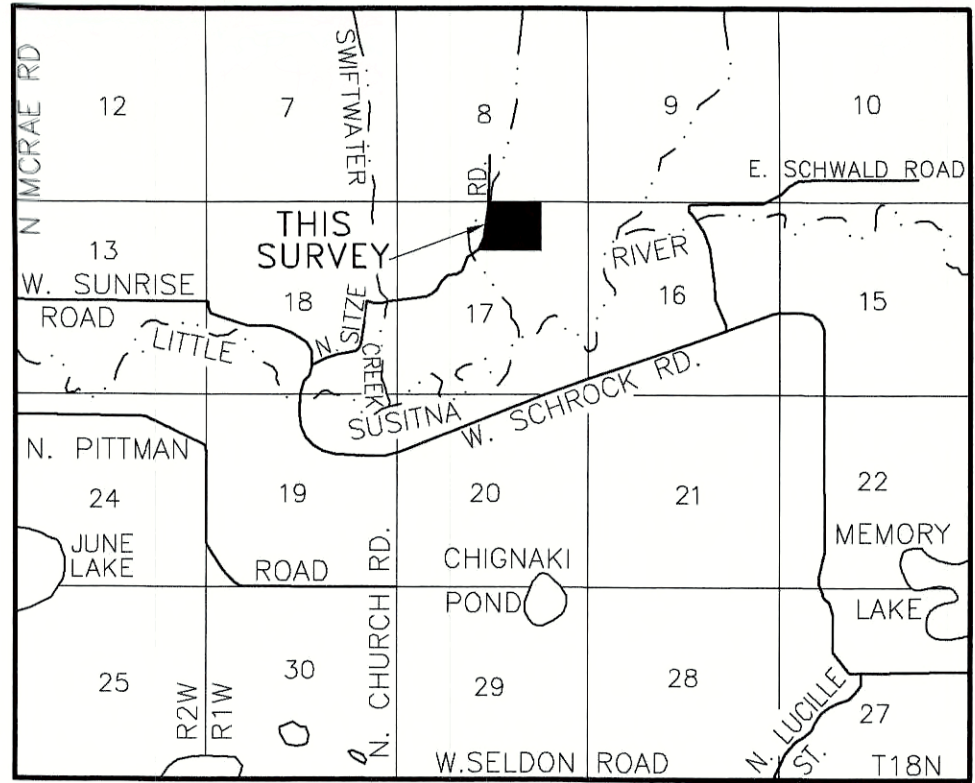 N MCRAE RD
12
7
SWIFTWATER
8
9
10
RD.
E. SCHWALD ROAD
THIS
SURVEY
13
W. SUNRISE
ROAD
18
N. SITZE
CREEK
17
RIVER
16
15
LITTLE
SUSITNA
W. SCHROCK RD.
N. PITTMAN
24
19
20
21
22
JUNE
LAKE
ROAD
N. CHURCH RD.
CHIGNAKI
POND
MEMORY
LAKE
25
R2W
R1W
30
29
28
27
W.SELDON ROAD
N. LUCILLE
ST.
T18N